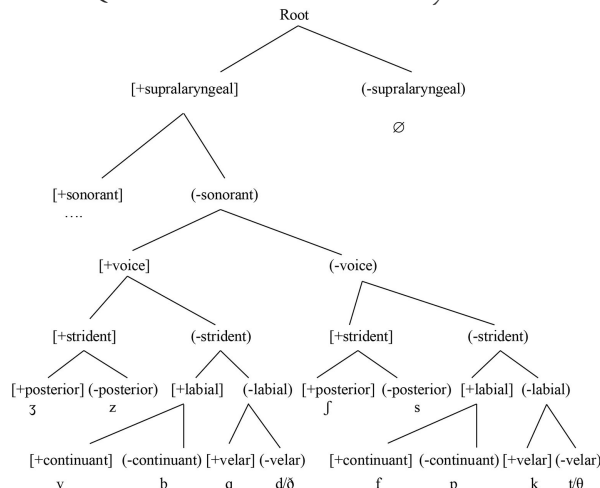 Root
[+supralaryngeal] (-supralaryngeal)
∅
[+sonorant] (-sonorant)
....
[+voice] (-voice)
[+strident] (-strident) [+strident] (-strident)
[+posterior] (-posterior) [+labial] (-labial) [+posterior] (-posterior) [+labial] (-labial)
ʒ z ʃ s
[+continuant] (-continuant) [+velar] (-velar) [+continuant] (-continuant) [+velar] (-velar)
v b g d/ð f p k t/θ